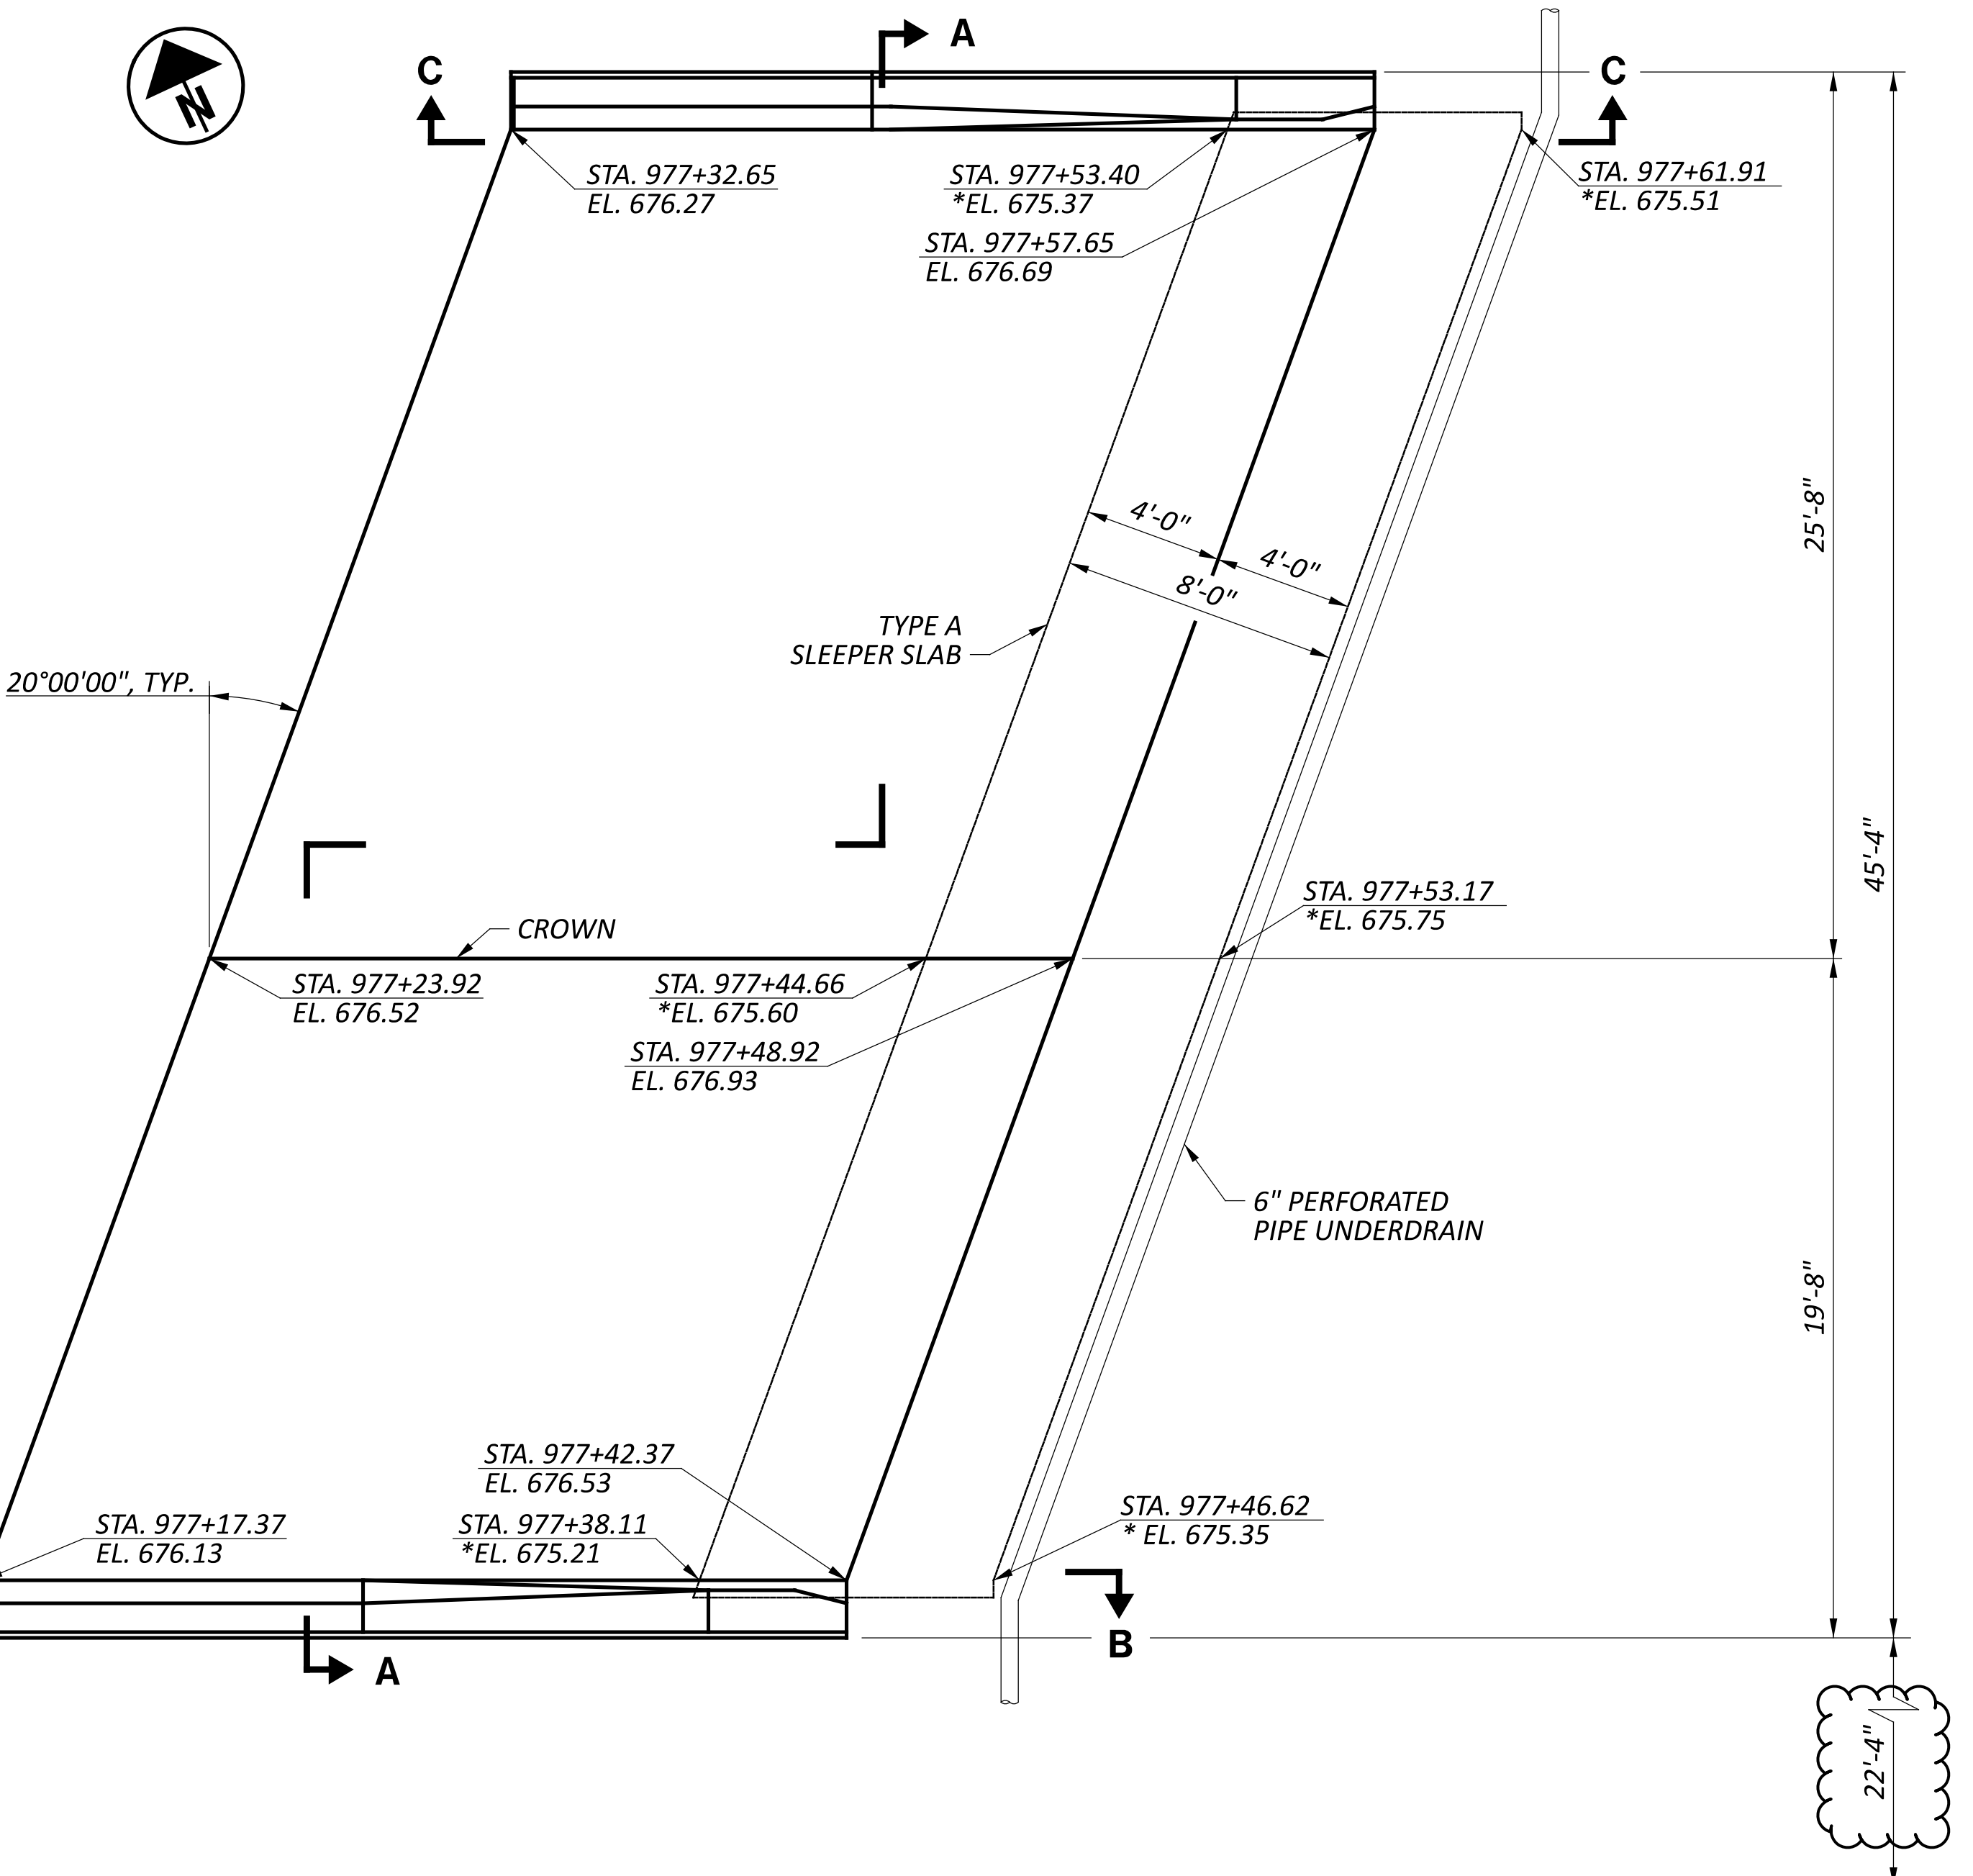 A
C
C
N
STA. 977+32.65
EL. 676.27
STA. 977+53.40
*EL. 675.37
STA. 977+61.91
*EL. 675.51
STA. 977+57.65
EL. 676.69
4'-0"
4'-0"
8'-0"
25'-8"
TYPE A
SLEEPER SLAB
20°00'00", TYP.
45'-4"
CROWN
STA. 977+53.17
*EL. 675.75
STA. 977+23.92
EL. 676.52
STA. 977+44.66
*EL. 675.60
STA. 977+48.92
EL. 676.93
6" PERFORATED
PIPE UNDERDRAIN
19'-8"
STA. 977+42.37
EL. 676.53
STA. 977+17.37
EL. 676.13
STA. 977+38.11
*EL. 675.21
STA. 977+46.62
* EL. 675.35
B
A
22'-4"